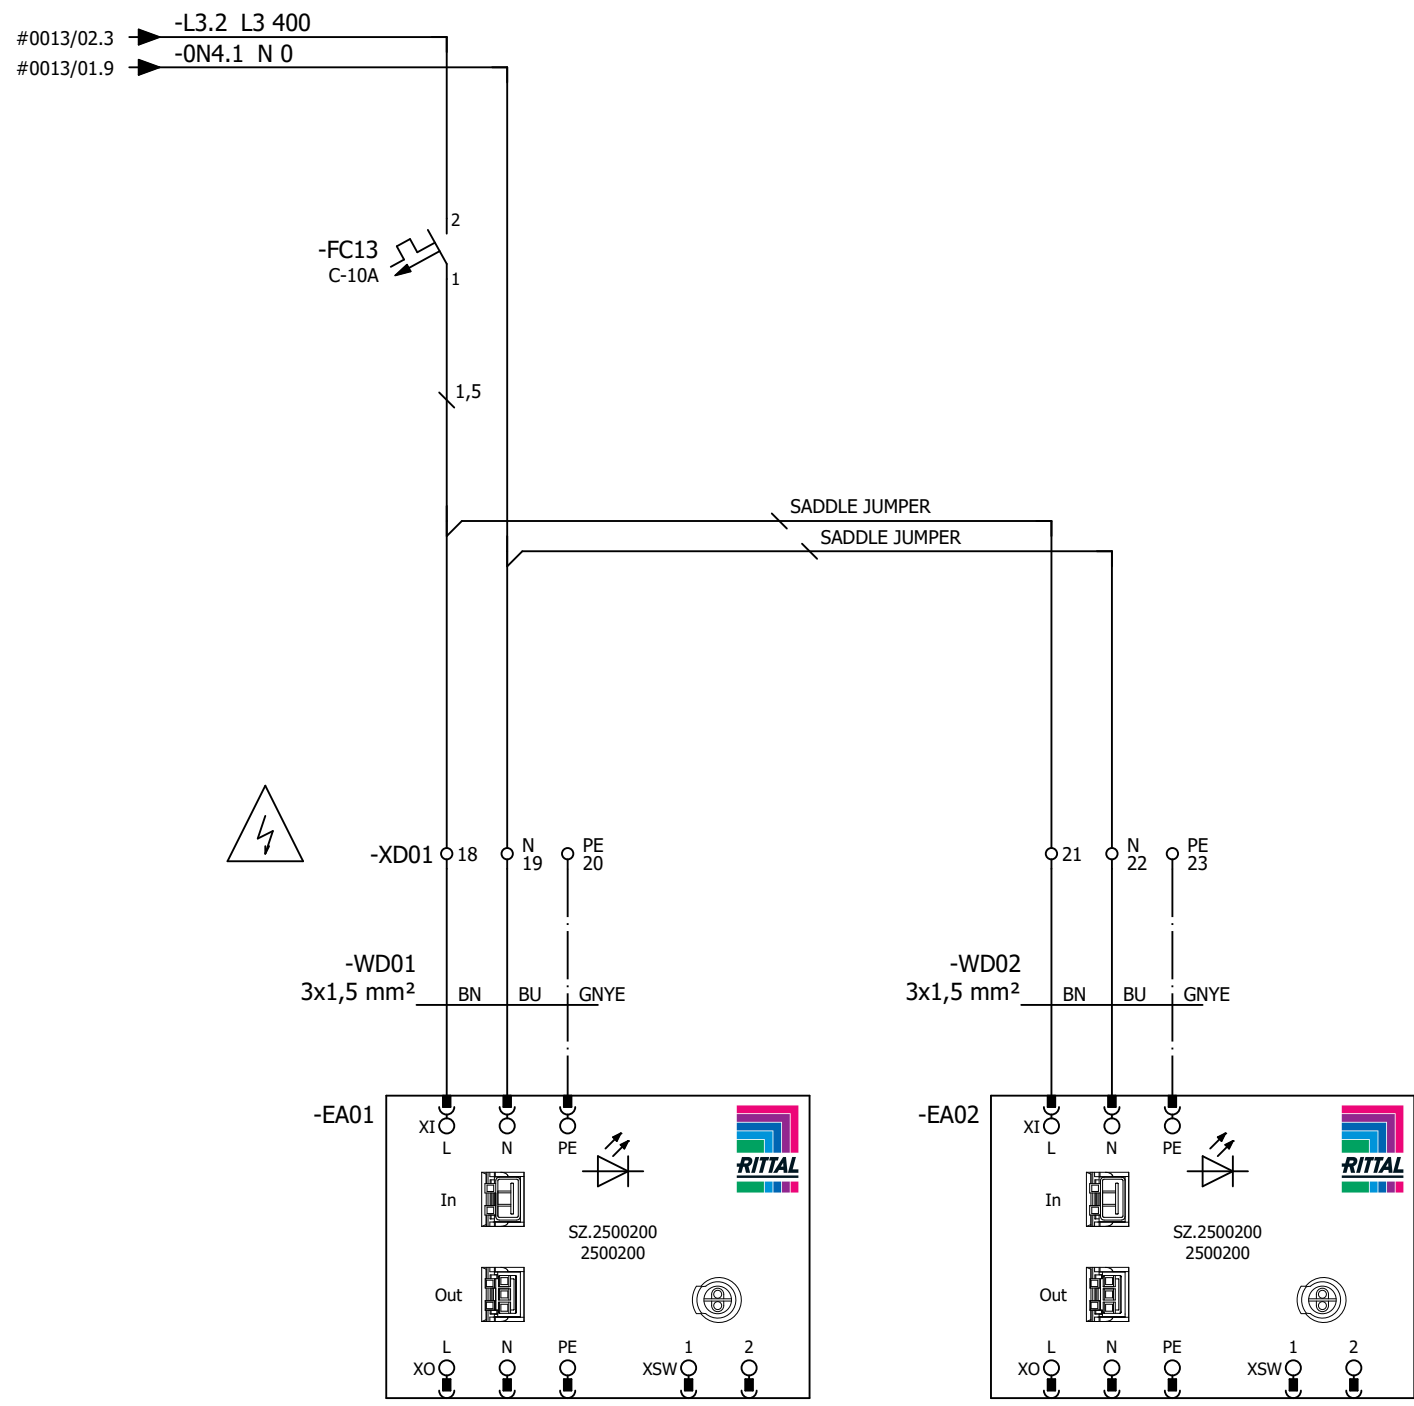 #0013/02.3 -L3.2 L3 400
#0013/01.9 -0N4.1 N 0
2
-FC13
C-10A
1
1,5
SADDLE JUMPER
SADDLE JUMPER
-XD01 18 N 19 PE 20 21 N 22 PE 23
-WD01
3x1,5 mm² BN BU GNYE
-WD02
3x1,5 mm² BN BU GNYE
-EA01
XI
L N PE
RITTAL
In
SZ.2500200
2500200
Out
L N PE 1 2
XO XSW
-EA02
XI
L N PE
RITTAL
In
SZ.2500200
2500200
Out
L N PE 1 2
XO XSW